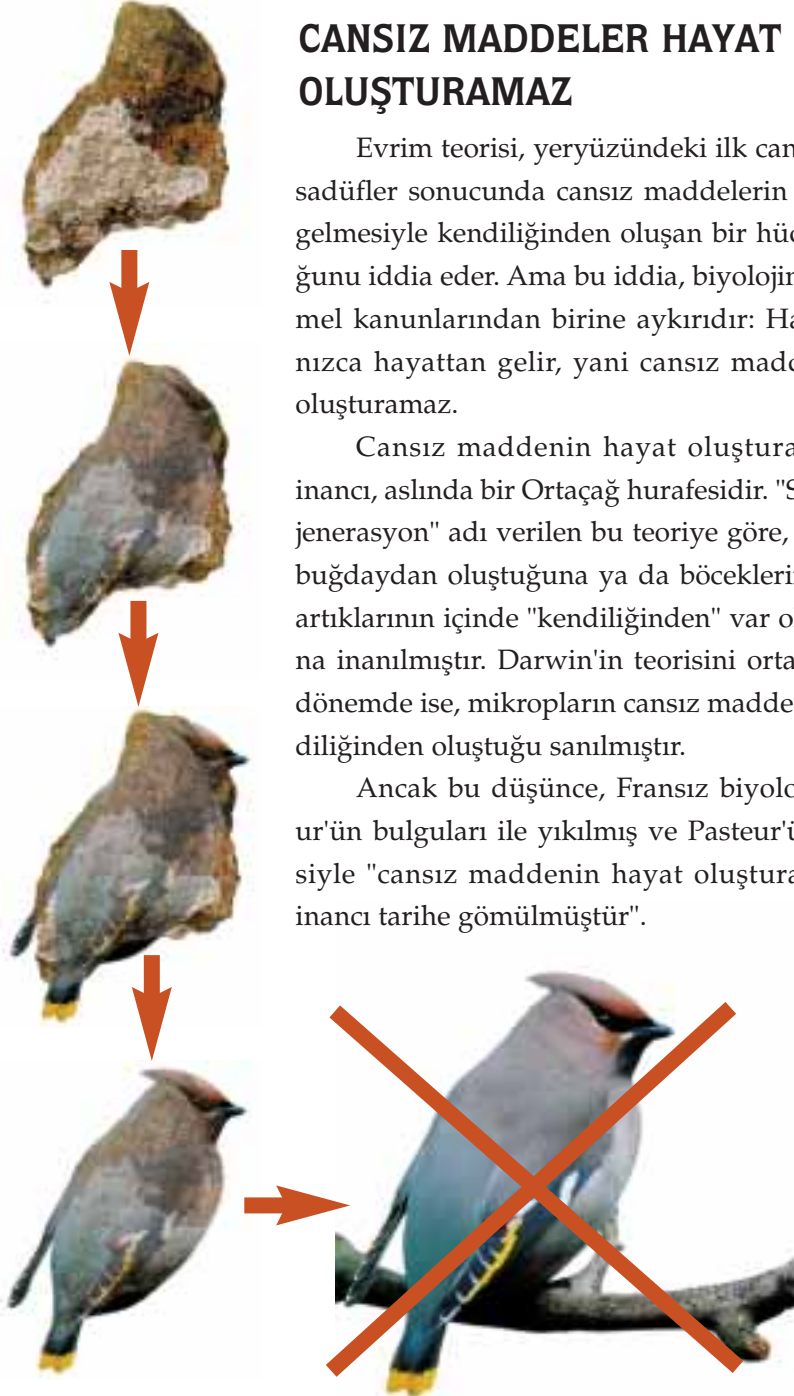 CANSIZ MADDELER HAYAT
OLUŞTURAMAZ
Evrim teorisi, yeryüzündeki ilk can
sadüfler sonucunda cansız maddelerin
gelmesiyle kendiliğinden oluşan bir hüc
ğunu iddia eder. Ama bu iddia, biyolojin
mel kanunlarından birine aykırıdır: Ha
nızca hayattan gelir, yani cansız madd
oluşturamaz.
Cansız maddenin hayat oluştura
inancı, aslında bir Ortaçağ hurafesidir. "S
jenerasyon" adı verilen bu teoriye göre,
buğdaydan oluştuğuna ya da böceklerin
artıklarının içinde "kendiliğinden" var o
na inanılmıştır. Darwin'in teorisini orta
dönemde ise, mikropların cansız madde
diliğinden oluştuğu sanılmıştır.
Ancak bu düşünce, Fransız biyolo
ur'ün bulguları ile yıkılmış ve Pasteur'ü
siyle "cansız maddenin hayat oluştura
inancı tarihe gömülmüştür".